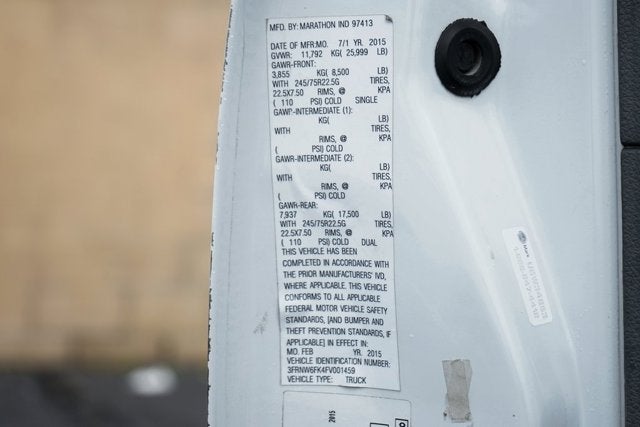 MFD. BY: MARATHON IND 97413
DATE OF MFR:MO. 7/1 YR. 2015
GVWR: 11,792 KG( 25,999 LB)
GAWR-FRONT:
3,855 KG( 8,500 LB)
WITH 245/75R22.5G TIRES,
22.5X7.50 RIMS, @ KPA
( 110 PSI) COLD SINGLE
GAWR-INTERMEDIATE (1):
KG( LB)
WITH TIRES,
RIMS, @ KPA
( PSI) COLD
GAWR-INTERMEDIATE (2):
KG( LB)
WITH TIRES,
RIMS, @ KPA
( PSI) COLD
GAWR-REAR:
7,937 KG( 17,500 LB)
WITH 245/75R22.5G TIRES,
22.5X7.50 RIMS, @ KPA
( 110 PSI) COLD DUAL
THIS VEHICLE HAS BEEN
COMPLETED IN ACCORDANCE WITH
THE PRIOR MANUFACTURERS' IVD,
WHERE APPLICABLE. THIS VEHICLE
CONFORMS TO ALL APPLICABLE
FEDERAL MOTOR VEHICLE SAFETY
STANDARDS, [AND BUMPER AND
THEFT PREVENTION STANDARDS, IF
APPLICABLE] IN EFFECT IN:
MO. FEB YR. 2015
VEHICLE IDENTIFICATION NUMBER:
3FRNW6FK4FV001459
VEHICLE TYPE: TRUCK
2015